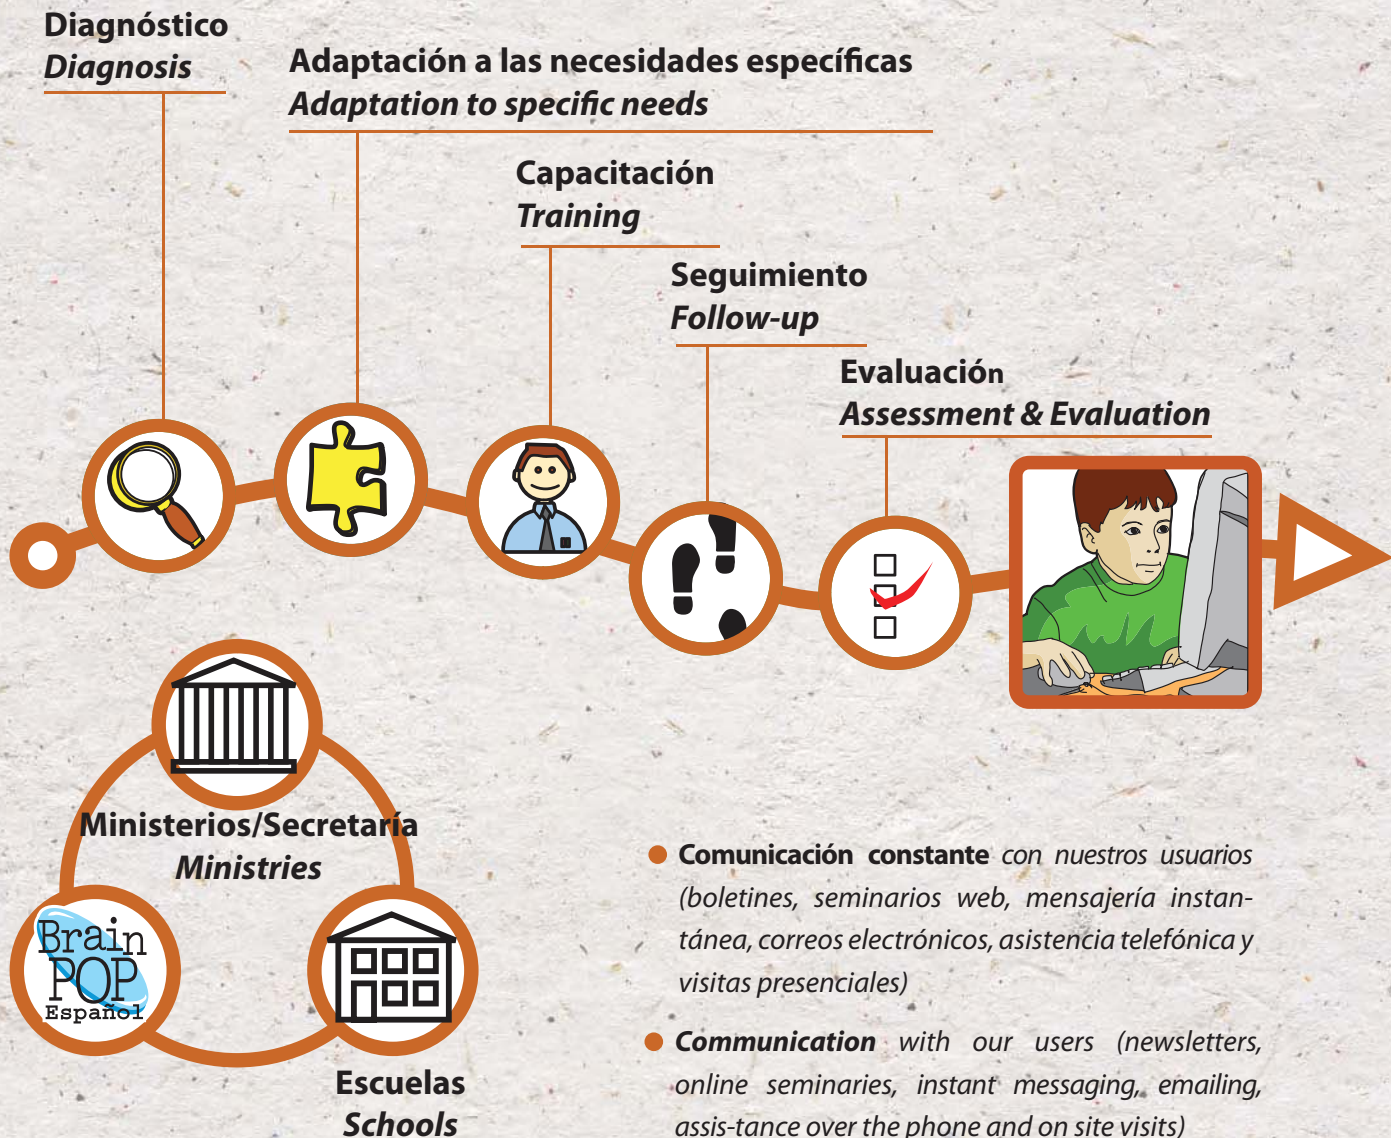 Diagnóstico
Diagnosis
Adaptación a las necesidades específicas
Adaptation to specific needs
Capacitación
Training
Seguimiento
Follow-up
Evaluación
Assessment & Evaluation
Ministerios/Secretaría
Ministries
Brain
POP
Español
Escuelas
Schools
Comunicación constante con nuestros usuarios
(boletines, seminarios web, mensajería instan-
tánea, correos electrónicos, asistencia telefónica y
visitas presenciales)
Communication with our users (newsletters,
online seminaries, instant messaging, emailing,
assis-tance over the phone and on site visits)